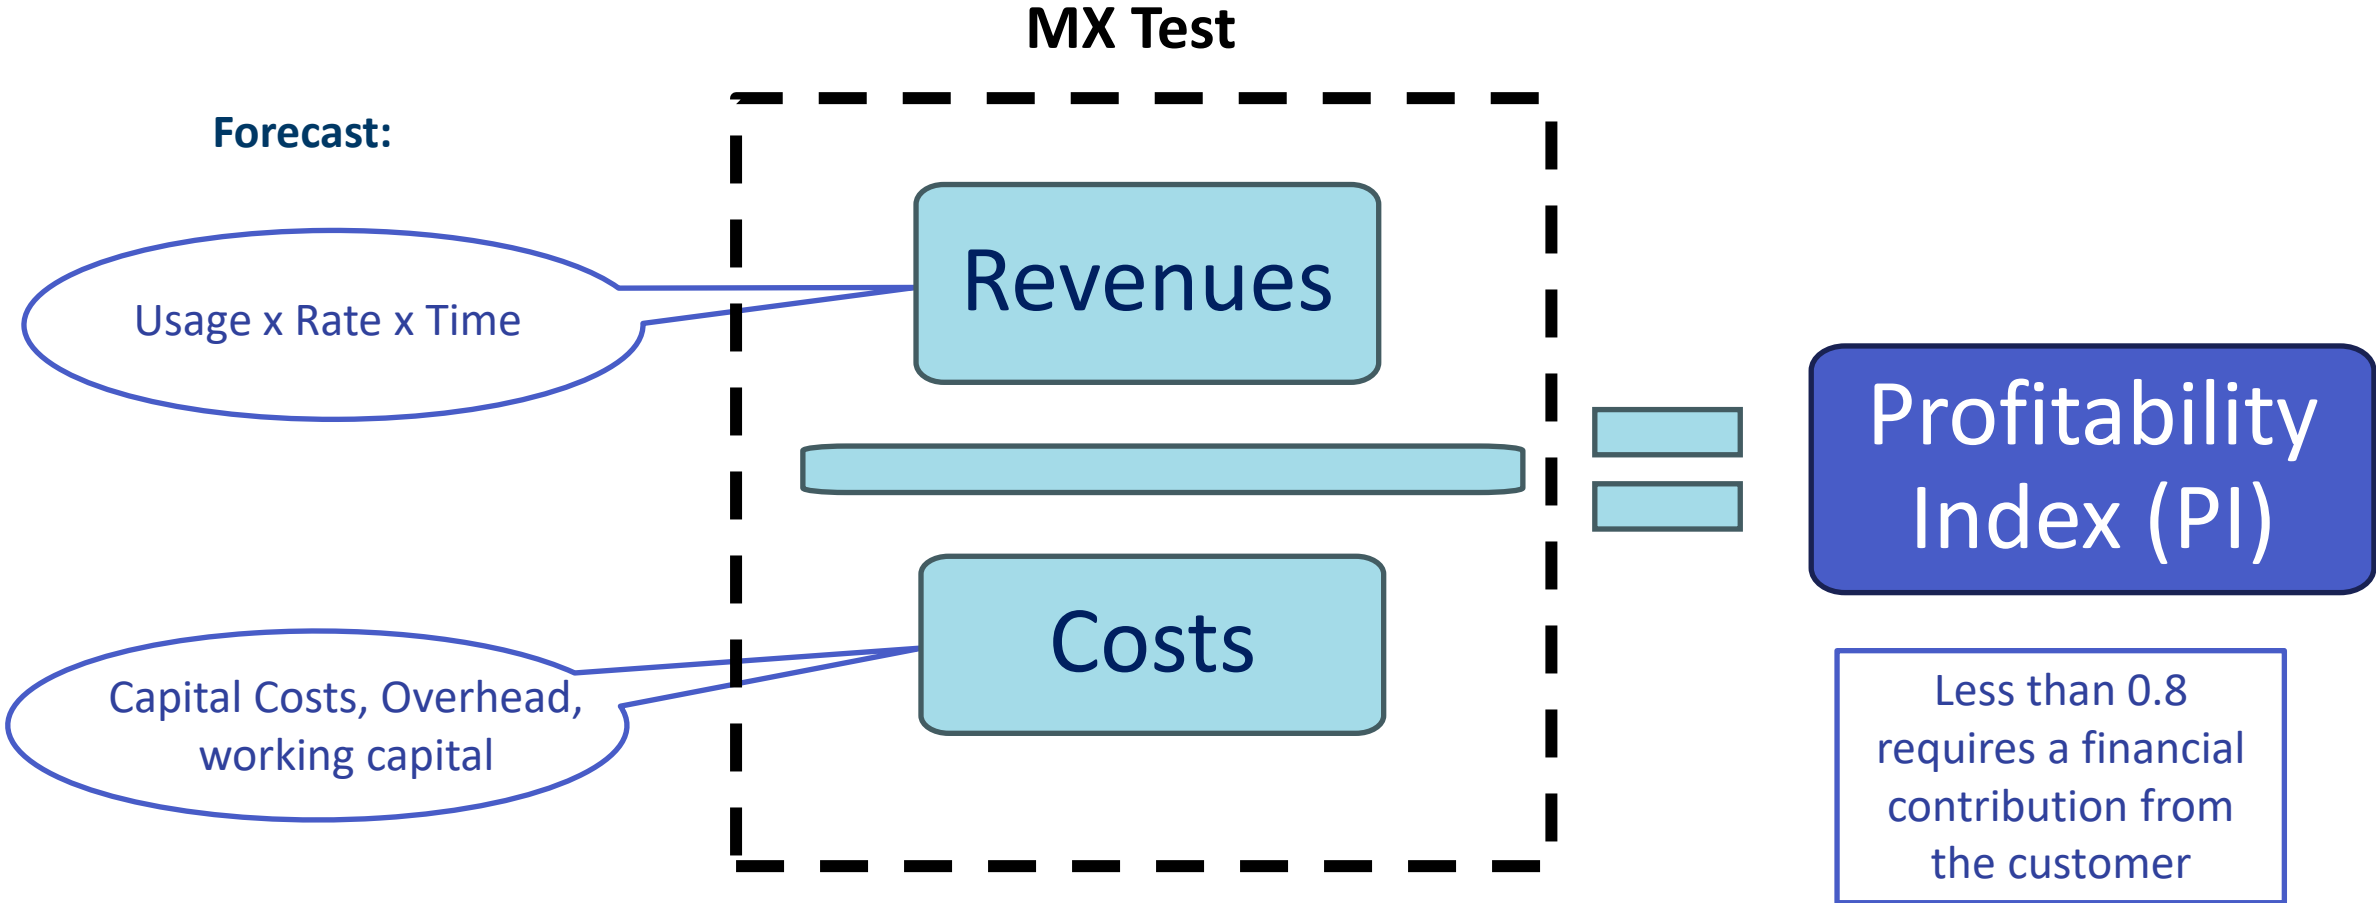 MX Test
Forecast:
Usage x Rate x Time
Revenues
Capital Costs, Overhead,
working capital
Costs
Profitability
Index (PI)
Less than 0.8
requires a financial
contribution from
the customer